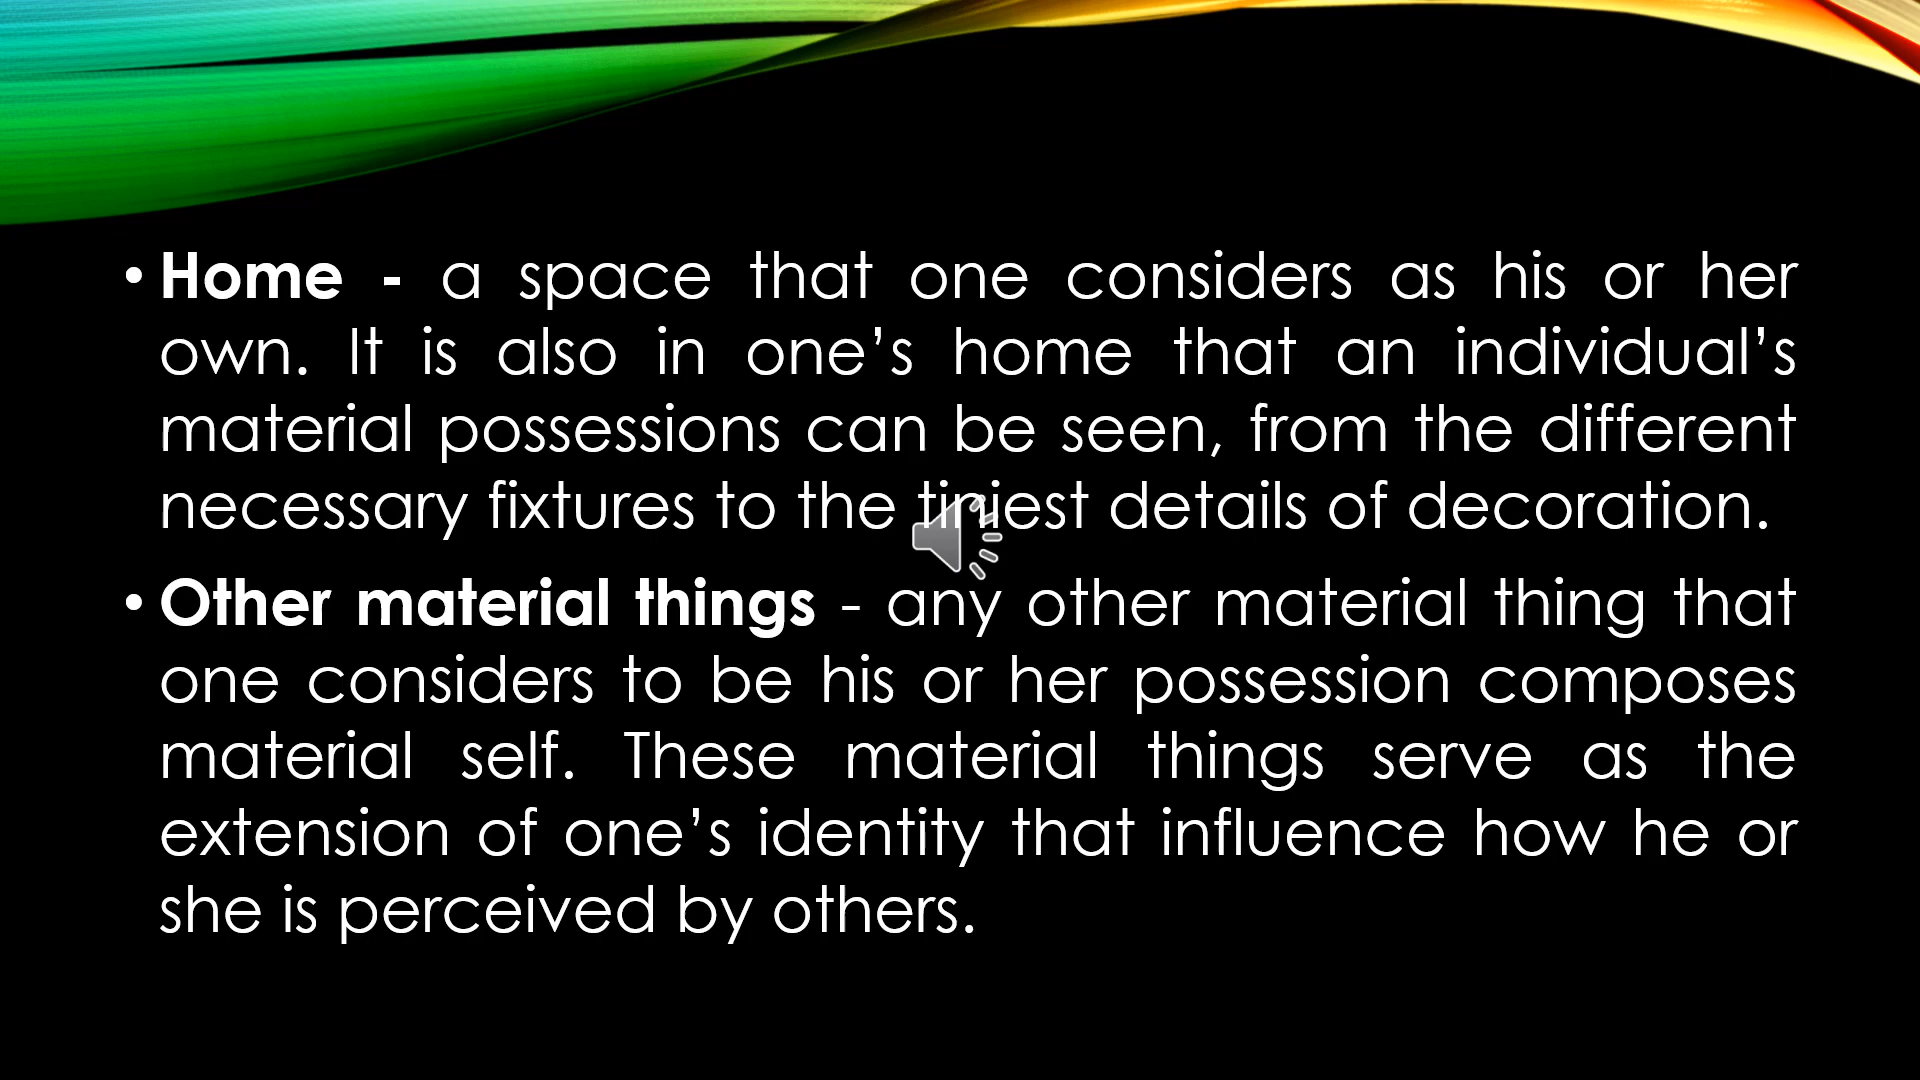 • Home - a space that one considers as his or her
own. It is also in one’s home that an individual’s
material possessions can be seen, from the different
necessary fixtures to the tiniest details of decoration.
• Other material things - any other material thing that
one considers to be his or her possession composes
material self. These material things serve as the
extension of one’s identity that influence how he or
she is perceived by others.